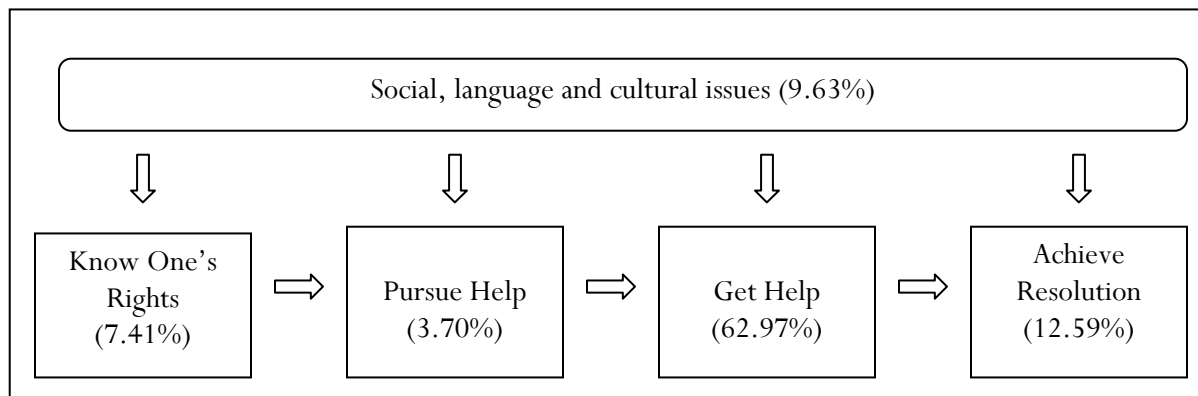 Social, language and cultural issues (9.63%)
Know One’s
Rights
(7.41%)
Pursue Help
(3.70%)
Get Help
(62.97%)
Achieve
Resolution
(12.59%)